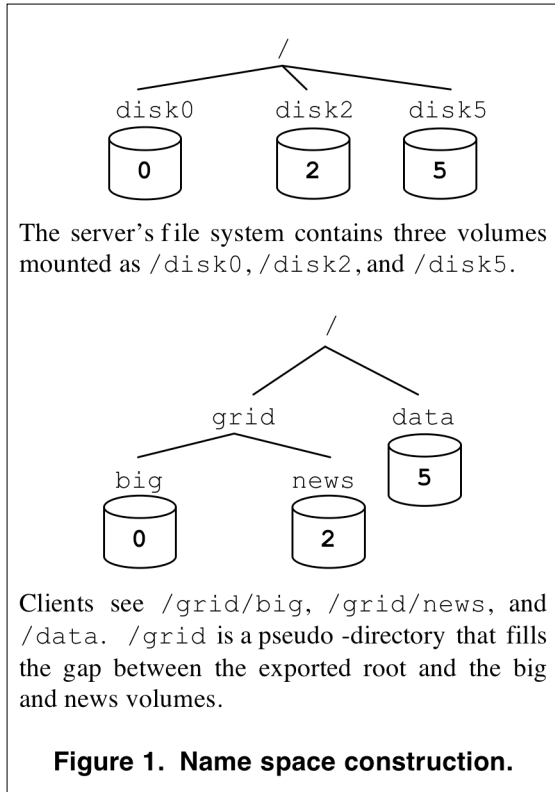 /
disk0 disk2 disk5
0 2 5
The server's file system contains three volumes
mounted as /disk0, /disk2, and /disk5.
/
grid data
big news 5
0 2
Clients see /grid/big, /grid/news, and
/data. /grid is a pseudo -directory that fills
the gap between the exported root and the big
and news volumes.
Figure 1. Name space construction.